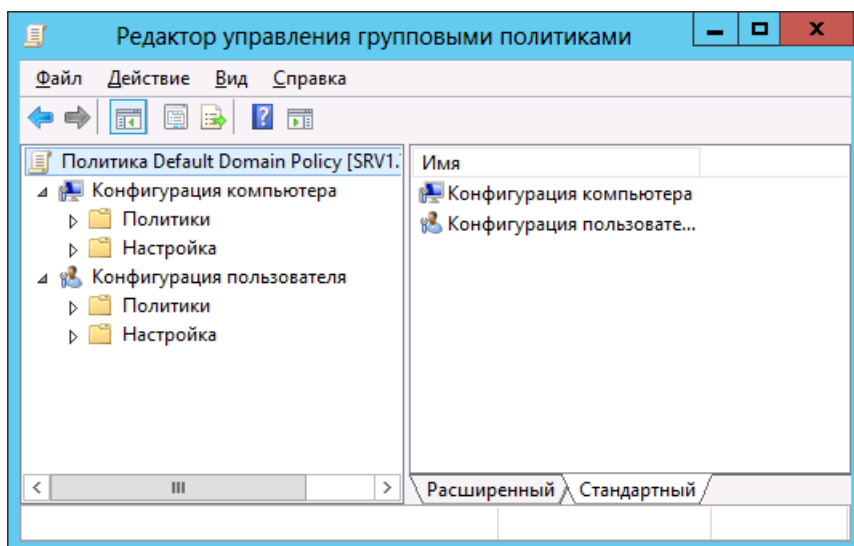 Редактор управления групповыми политиками
Файл Действие Вид Справка
Политика Default Domain Policy [SRV1.
Конфигурация компьютера
Политики
Настройка
Конфигурация пользователя
Политики
Настройка
Имя
Конфигурация компьютера
Конфигурация пользовате...
Расширенный Стандартный